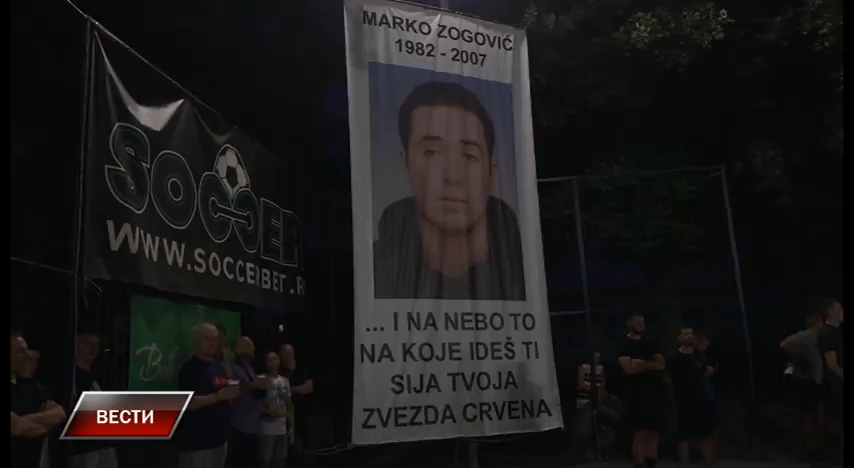 MARKO ZOGOVIĆ
1982 - 2007
SOCCER
WWW.SOCCERBET.R
... I NA NEBO TO
NA KOJE IDEŠ TI
SIJA TVOJA
ZVEZDA CRVENA
ВЕСТИ